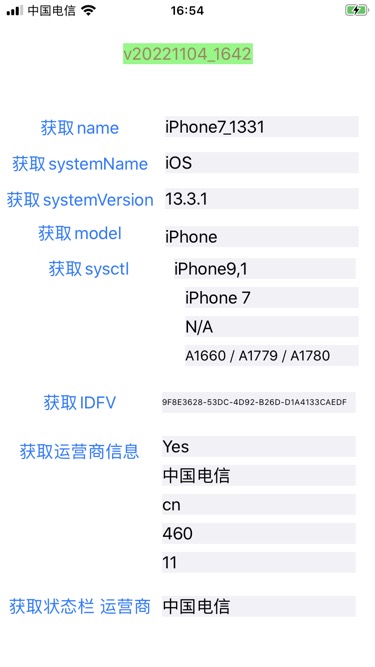 中国电信 16:54
v20221104_1642
获取name iPhone7_1331
获取systemName iOS
获取systemVersion 13.3.1
获取model iPhone
获取sysctl iPhone9,1
iPhone 7
N/A
A1660 / A1779 / A1780
获取IDFV 9F8E3628-53DC-4D92-B26D-D1A4133CAEDF
获取运营商信息 Yes
中国电信
cn
460
11
获取状态栏 运营商 中国电信